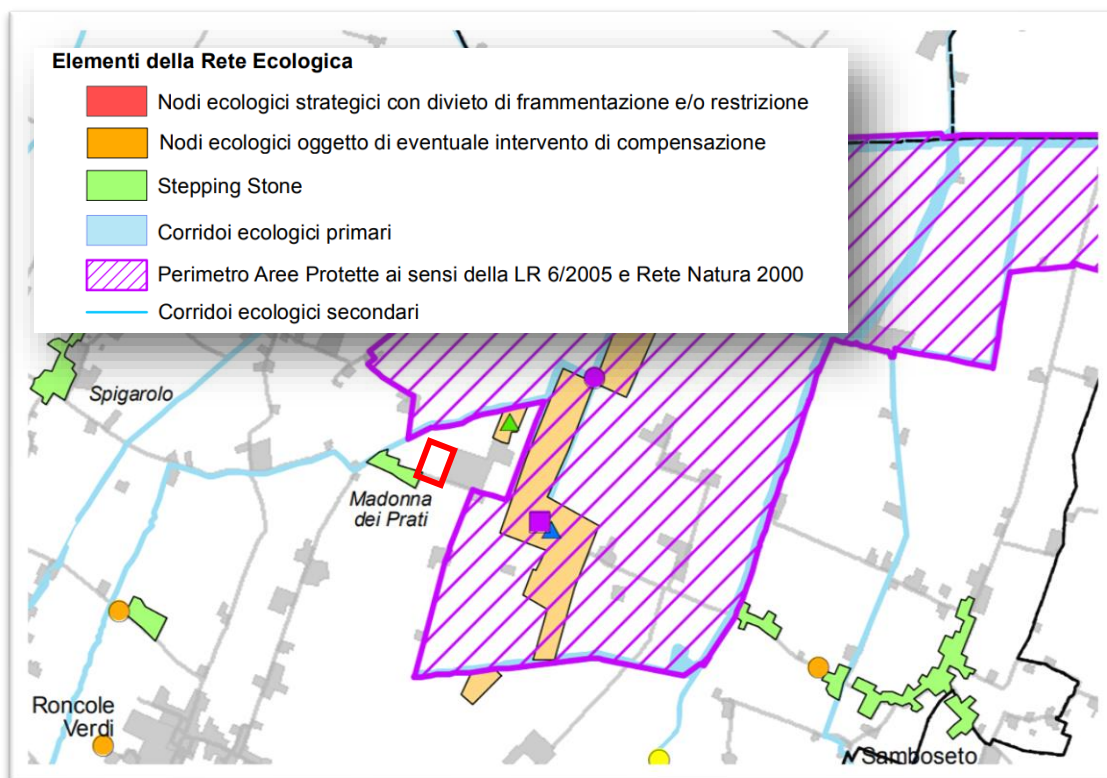 Elementi della Rete Ecologica
Nodi ecologici strategici con divieto di frammentazione e/o restrizione
Nodi ecologici oggetto di eventuale intervento di compensazione
Stepping Stone
Corridoi ecologici primari
Perimetro Aree Protette ai sensi della LR 6/2005 e Rete Natura 2000
Corridoi ecologici secondari
Spigarolo
Madonna
dei Prati
Roncole
Verdi
Samboseto